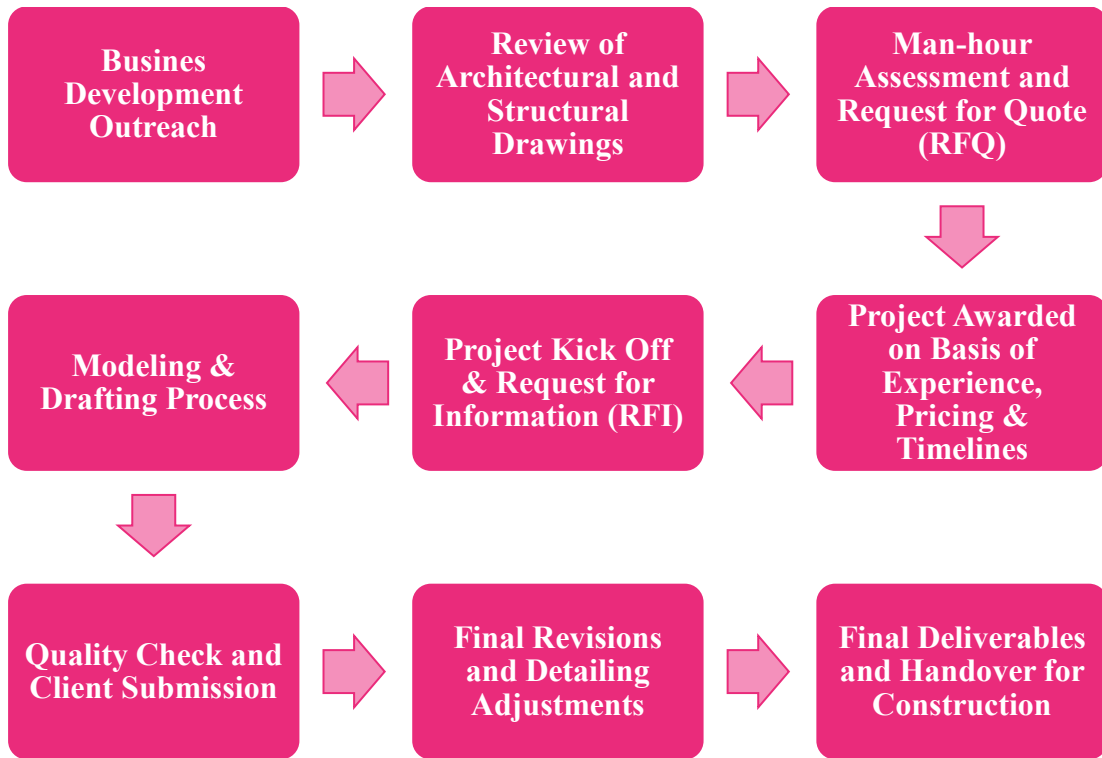 Busines
Development
Outreach
Review of
Architectural and
Structural
Drawings
Man-hour
Assessment and
Request for Quote
(RFQ)
Project Awarded
on Basis of
Experience,
Pricing &
Timelines
Project Kick Off
& Request for
Information (RFI)
Modeling &
Drafting Process
Quality Check and
Client Submission
Final Revisions
and Detailing
Adjustments
Final Deliverables
and Handover for
Construction